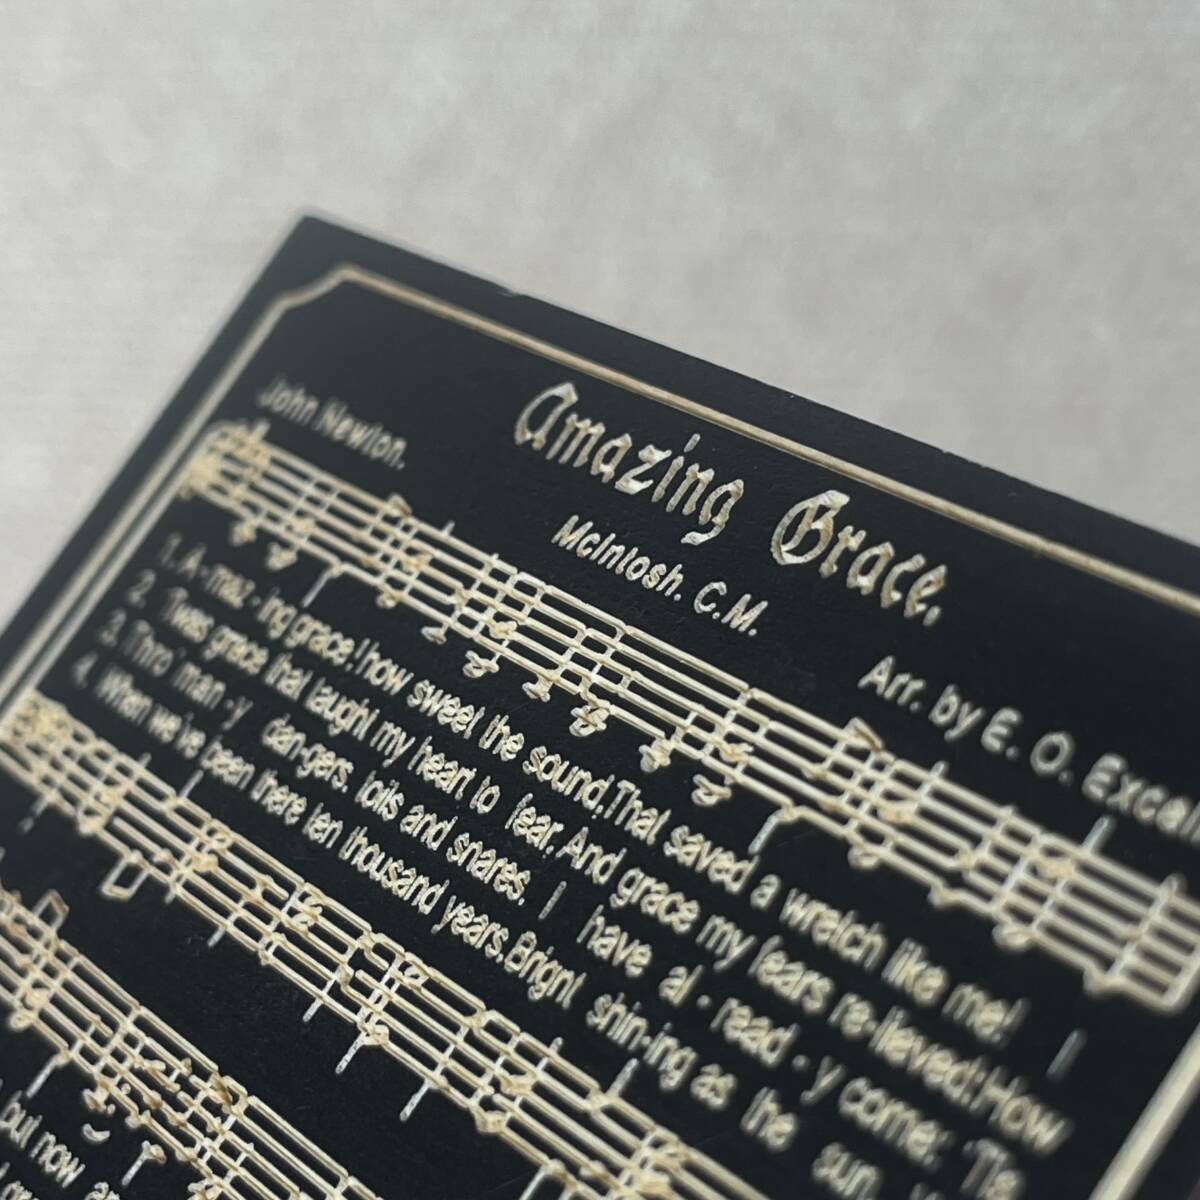 Amazing Grace.
John Newton.
McIntosh. C.M.
Arr. by E. O. Excell
1. A - maz - ing grace! how sweet the sound, That saved a wretch like me! I
2. 'Twas grace that taught my heart to fear, And grace my fears re-lieved; How
3. Thro' man - y dan-gers, toils and snares, I have al - read - y come; 'Tis
4. When we've been there ten thousand years, Bright shin-ing as the sun,
but now